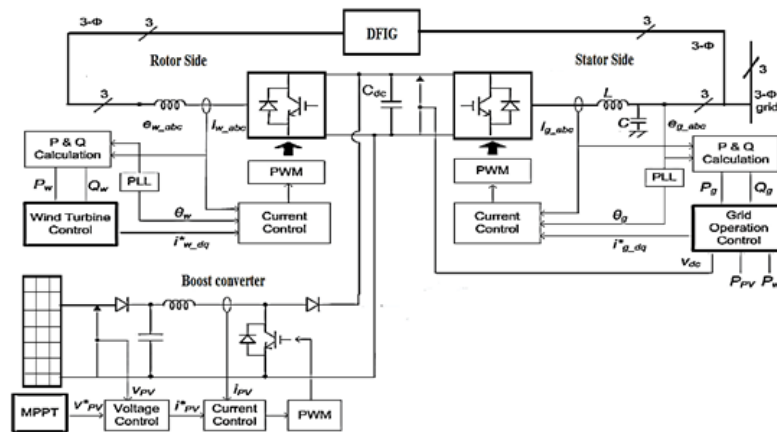 3-Φ
3
DFIG
3
3-Φ
3
Rotor Side
Stator Side
3
C_dc
L
C
3
3-Φ
grid
e_w_abc
i_w_abc
i_g_abc
e_g_abc
P & Q
Calculation
PWM
PWM
P & Q
Calculation
P_w
Q_w
PLL
PLL
P_g
Q_g
Wind Turbine
Control
θ_w
i*_w_dq
Current
Control
Current
Control
θ_g
i*_g_dq
Grid
Operation
Control
v_dc
P_PV
P_w
Boost converter
v_PV
i_PV
MPPT
v*_PV
Voltage
Control
i*_PV
Current
Control
PWM